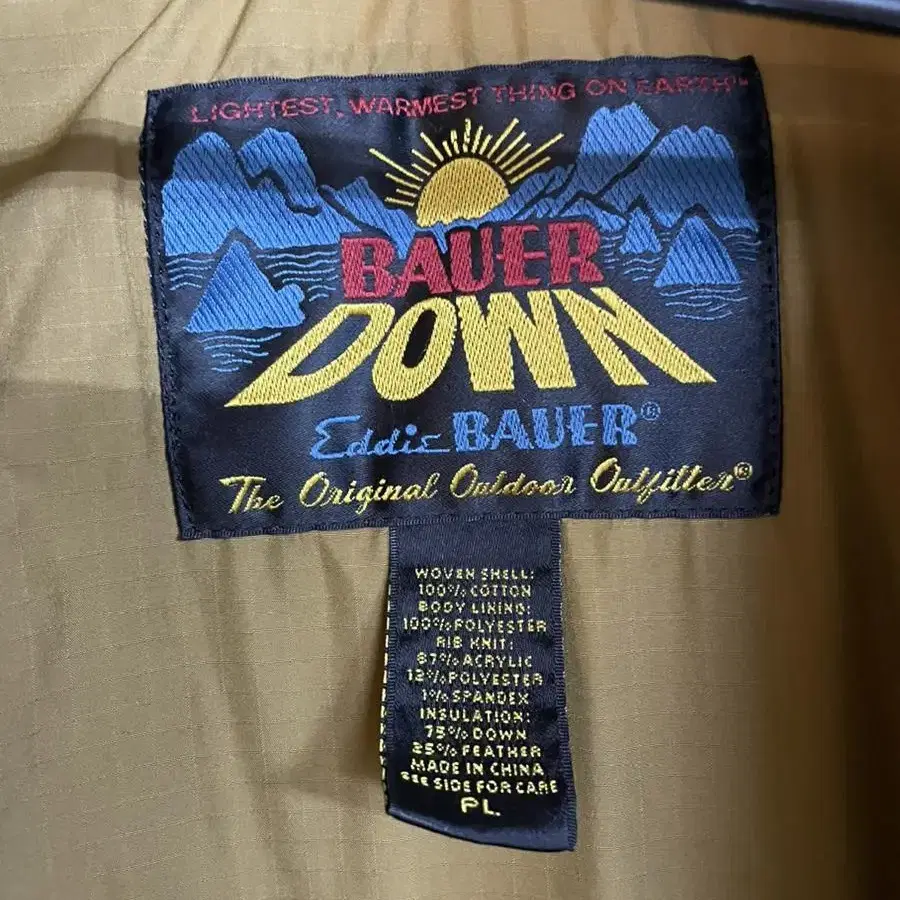 LIGHTEST, WARMEST THING ON EARTH™
BAUER
DOWN
Eddie BAUER®
The Original Outdoor Outfitter®
WOVEN SHELL:
100% COTTON
BODY LINING:
100% POLYESTER
RIB KNIT:
87% ACRYLIC
12% POLYESTER
1% SPANDEX
INSULATION:
75% DOWN
25% FEATHER
MADE IN CHINA
SEE SIDE FOR CARE
PL